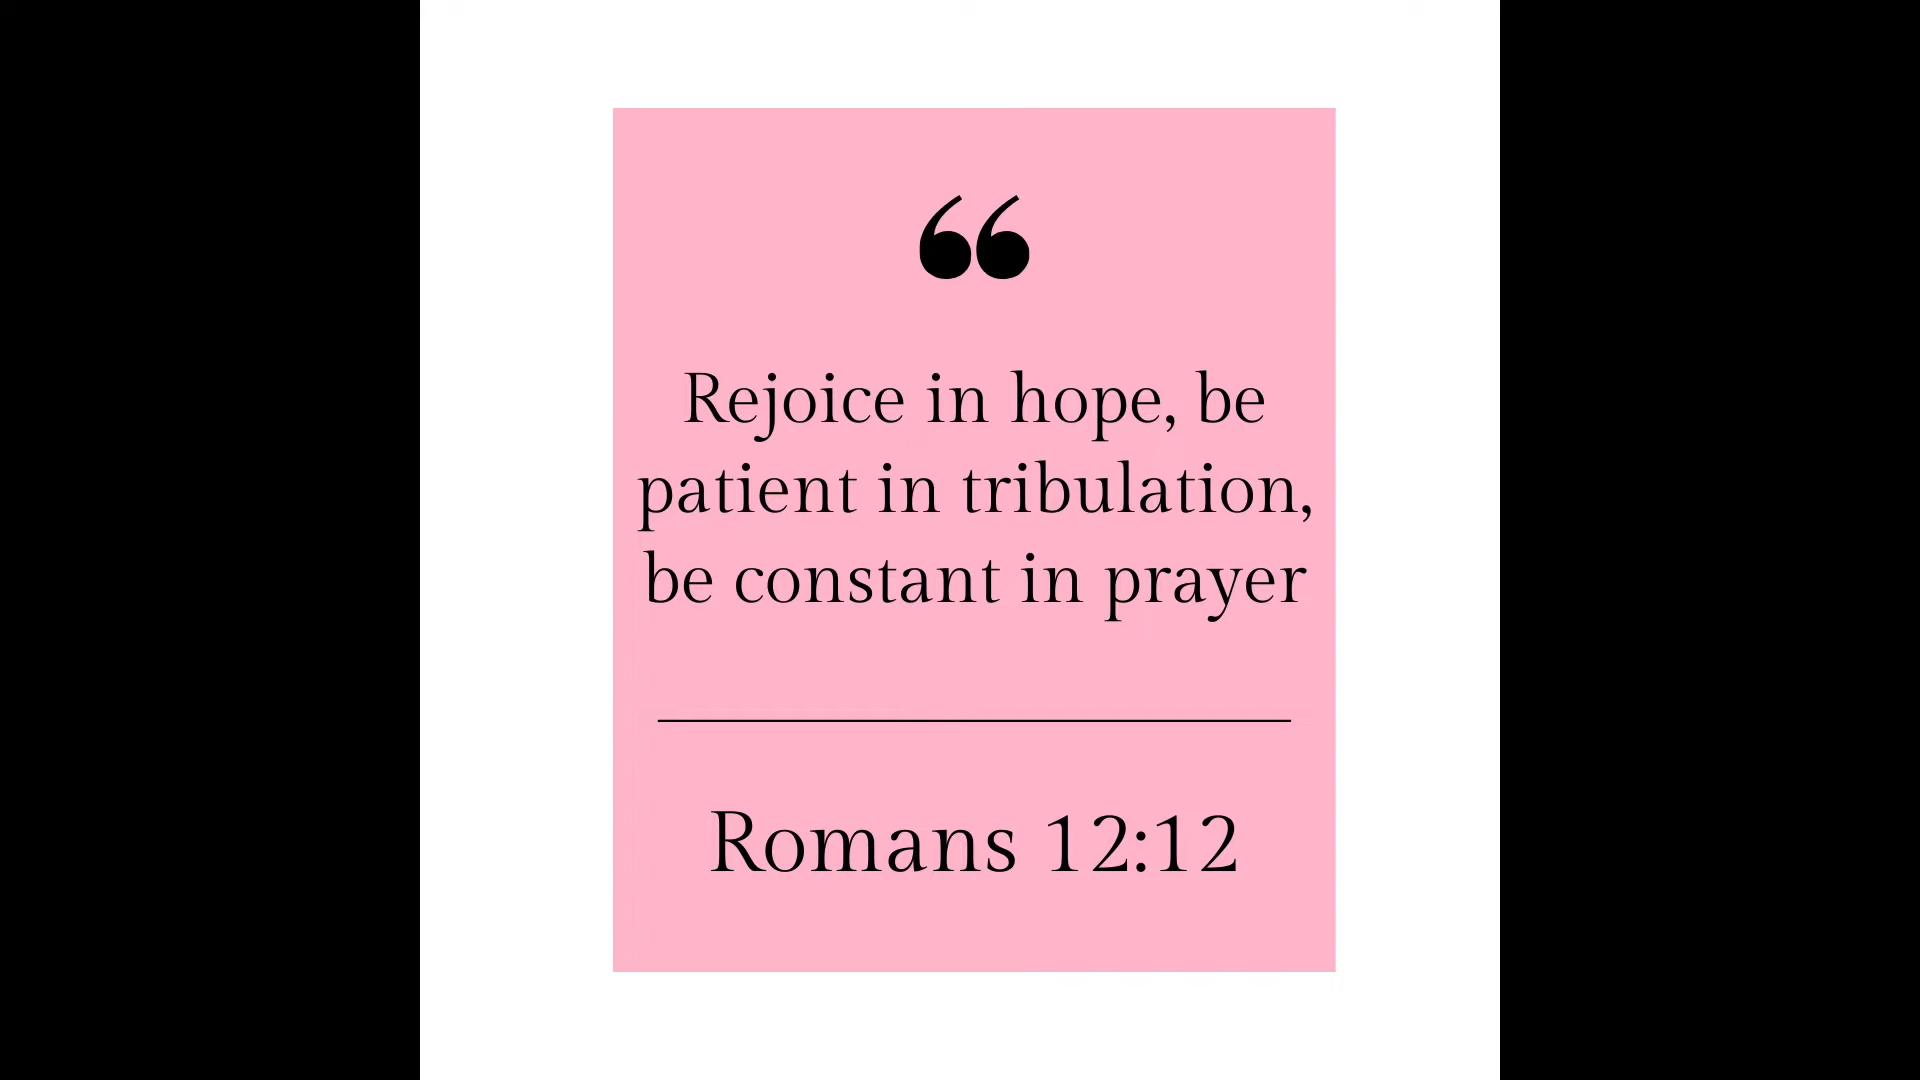 “
Rejoice in hope, be
patient in tribulation,
be constant in prayer
Romans 12:12